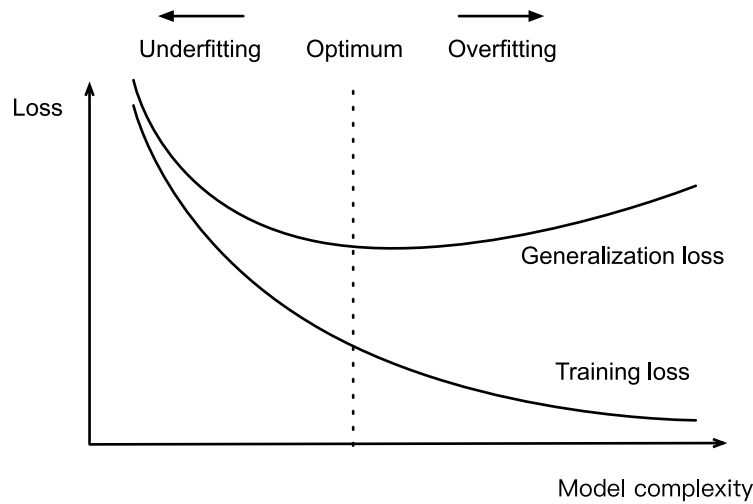 Underfitting Optimum Overfitting
Loss
Generalization loss
Training loss
Model complexity